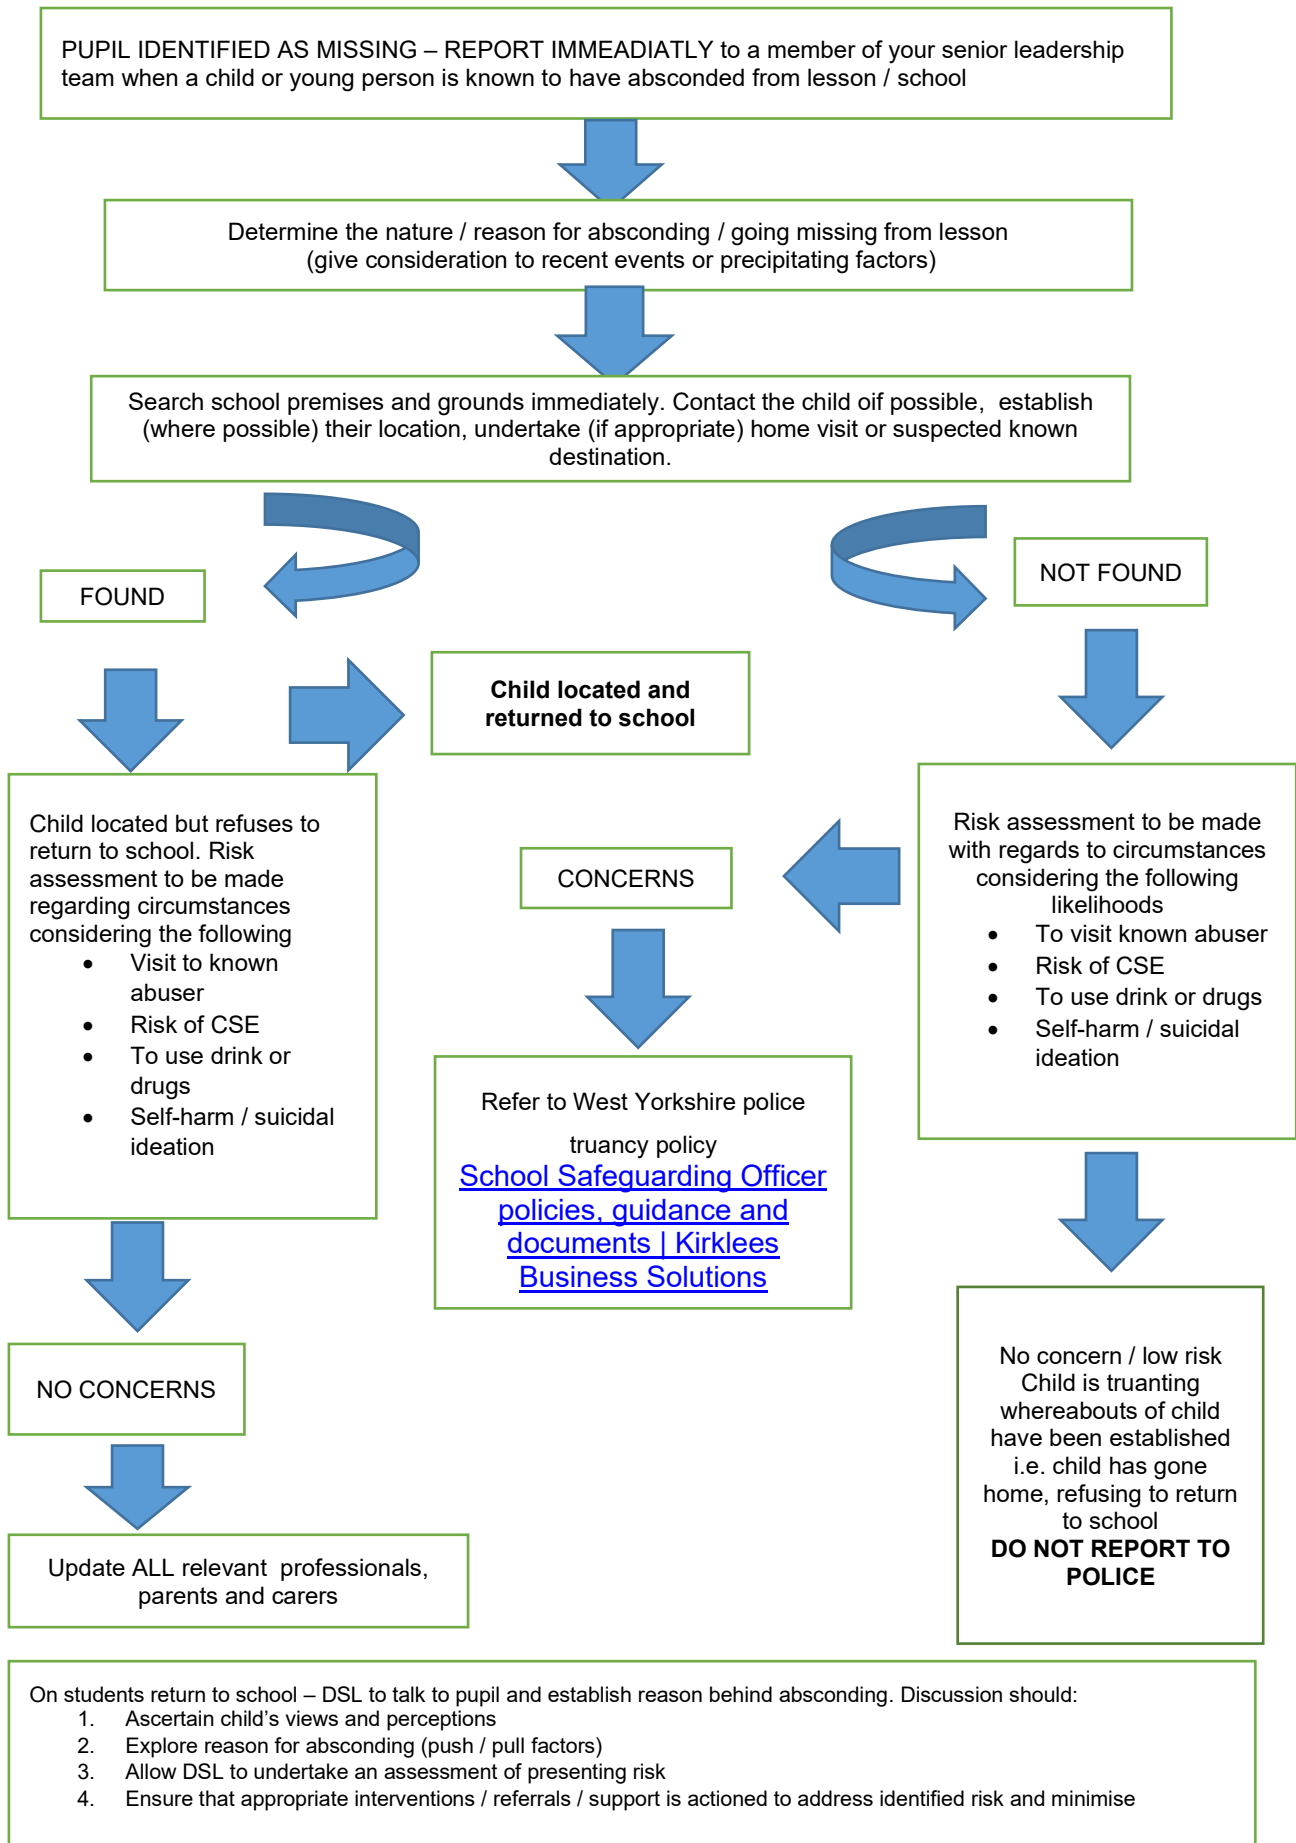 PUPIL IDENTIFIED AS MISSING – REPORT IMMEADIATLY to a member of your senior leadership
team when a child or young person is known to have absconded from lesson / school
Determine the nature / reason for absconding / going missing from lesson
(give consideration to recent events or precipitating factors)
Search school premises and grounds immediately. Contact the child oif possible, establish
(where possible) their location, undertake (if appropriate) home visit or suspected known
destination.
FOUND
NOT FOUND
Child located and
returned to school
Child located but refuses to
return to school. Risk
assessment to be made
regarding circumstances
considering the following
• Visit to known
abuser
• Risk of CSE
• To use drink or
drugs
• Self-harm / suicidal
ideation
CONCERNS
Risk assessment to be made
with regards to circumstances
considering the following
likelihoods
• To visit known abuser
• Risk of CSE
• To use drink or drugs
• Self-harm / suicidal
ideation
Refer to West Yorkshire police
truancy policy
School Safeguarding Officer
policies, guidance and
documents | Kirklees
Business Solutions
NO CONCERNS
No concern / low risk
Child is truanting
whereabouts of child
have been established
i.e. child has gone
home, refusing to return
to school
DO NOT REPORT TO
POLICE
Update ALL relevant professionals,
parents and carers
On students return to school – DSL to talk to pupil and establish reason behind absconding. Discussion should:
1. Ascertain child’s views and perceptions
2. Explore reason for absconding (push / pull factors)
3. Allow DSL to undertake an assessment of presenting risk
4. Ensure that appropriate interventions / referrals / support is actioned to address identified risk and minimise